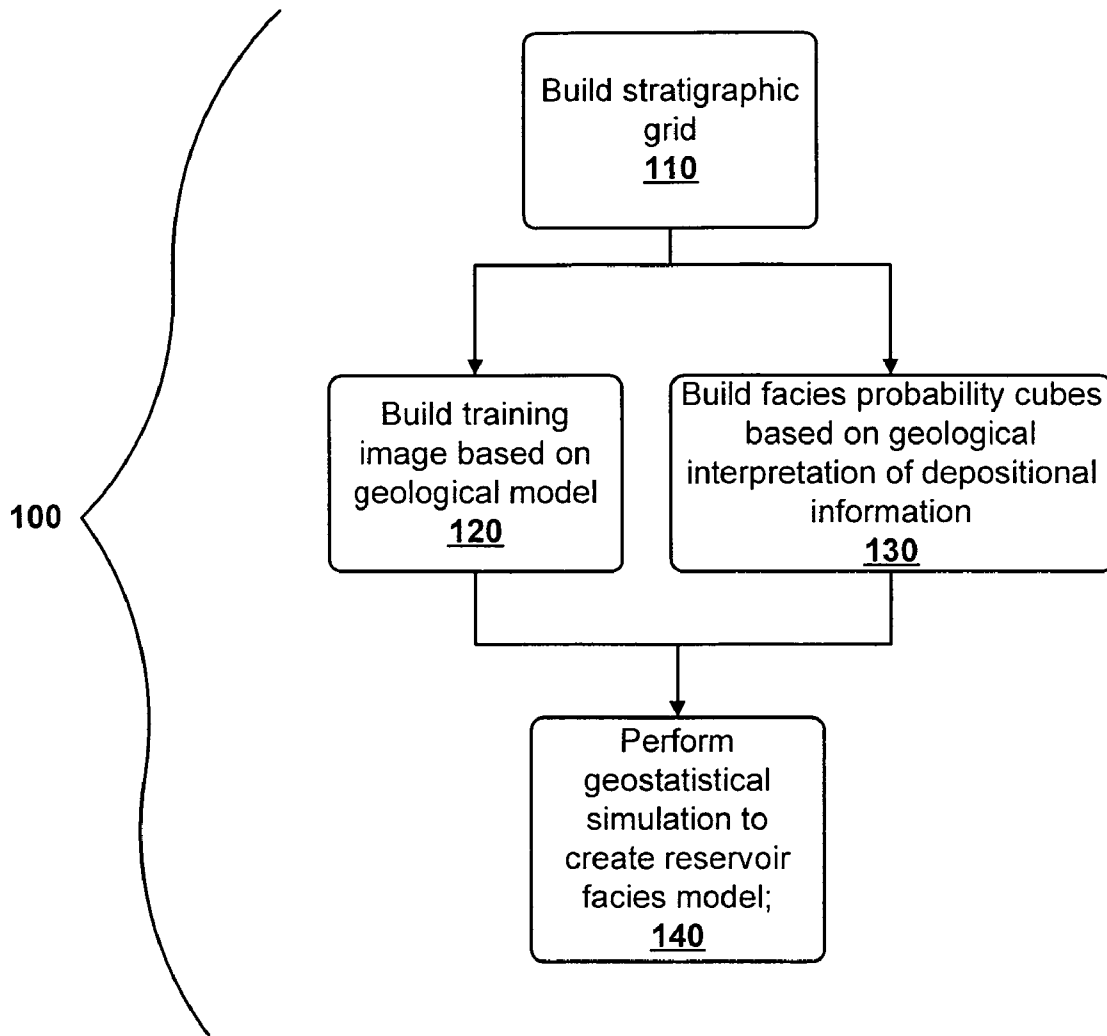 Build stratigraphic
grid
110
Build training
image based on
geological model
120
Build facies probability cubes
based on geological
interpretation of depositional
information
130
100
Perform
geostatistical
simulation to
create reservoir
facies model;
140